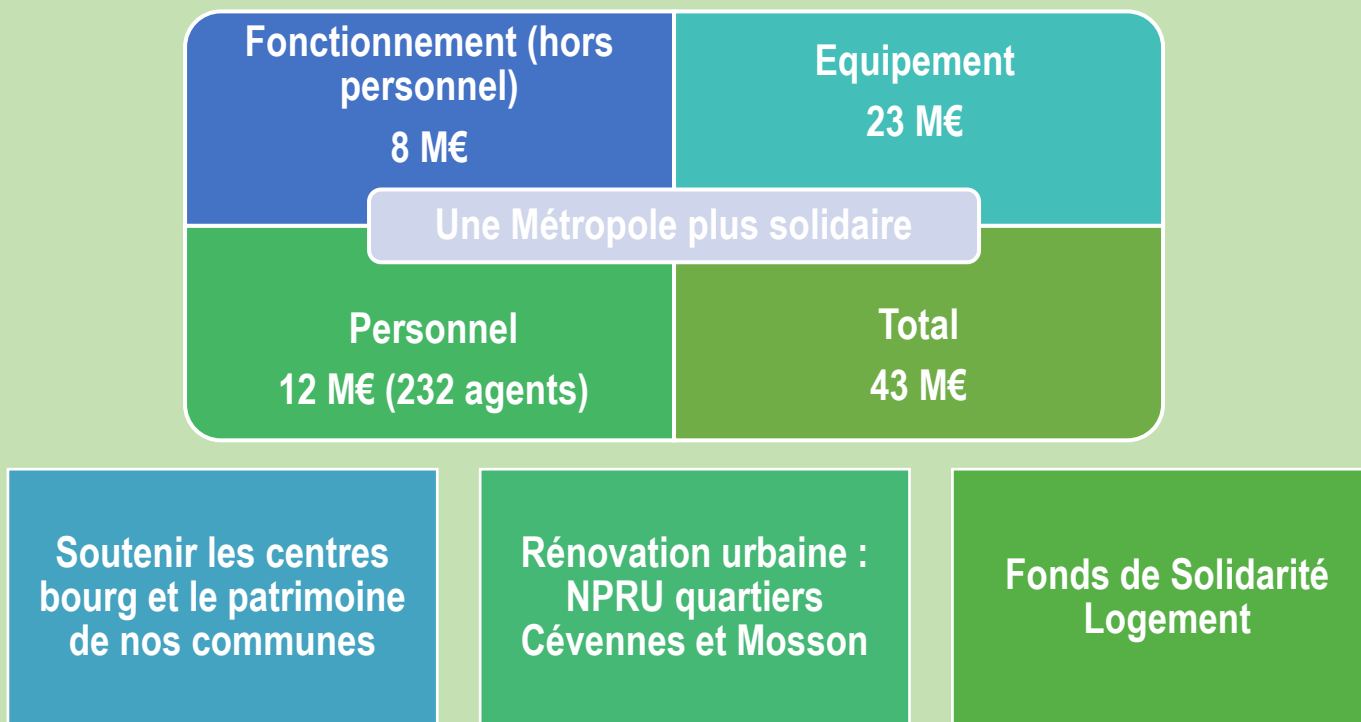 Fonctionnement (hors
personnel)
8 M€
Equipement
23 M€
Une Métropole plus solidaire
Personnel
12 M€ (232 agents)
Total
43 M€
Soutenir les centres
bourg et le patrimoine
de nos communes
Rénovation urbaine :
NPRU quartiers
Cévennes et Mosson
Fonds de Solidarité
Logement